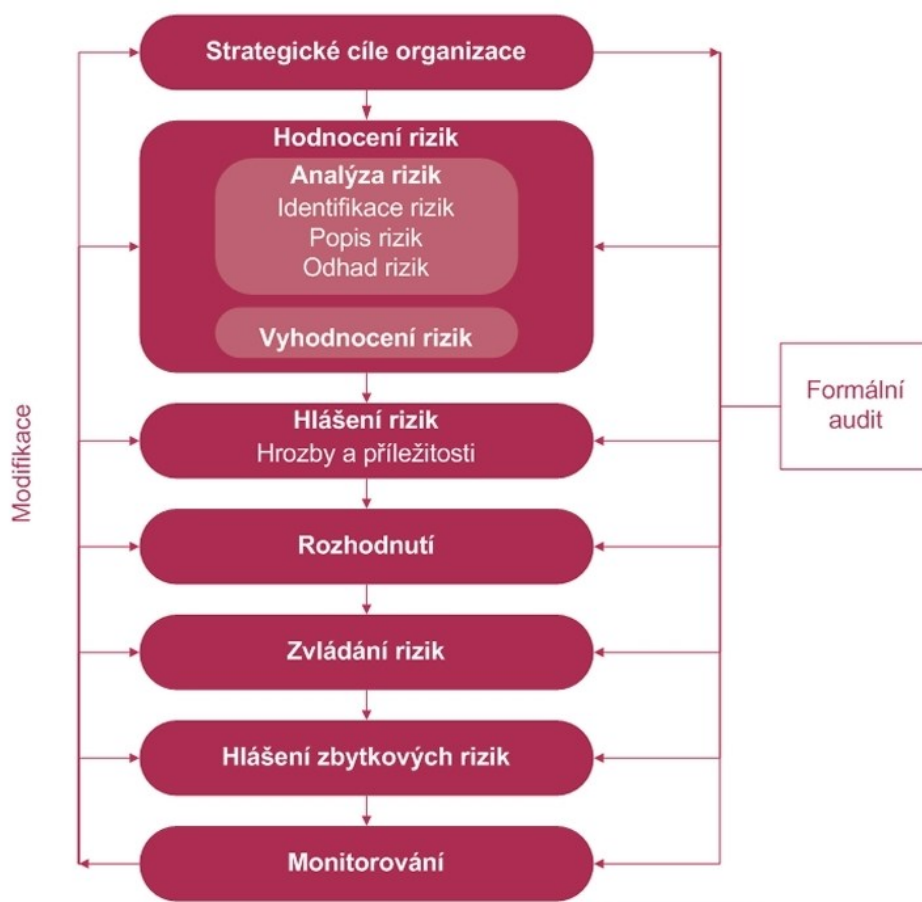 Strategické cíle organizace
Hodnocení rizik
Analýza rizik
Identifikace rizik
Popis rizik
Odhad rizik
Vyhodnocení rizik
Hlášení rizik
Hrozby a příležitosti
Rozhodnutí
Zvládání rizik
Hlášení zbytkových rizik
Monitorování
Modifikace
Formální
audit